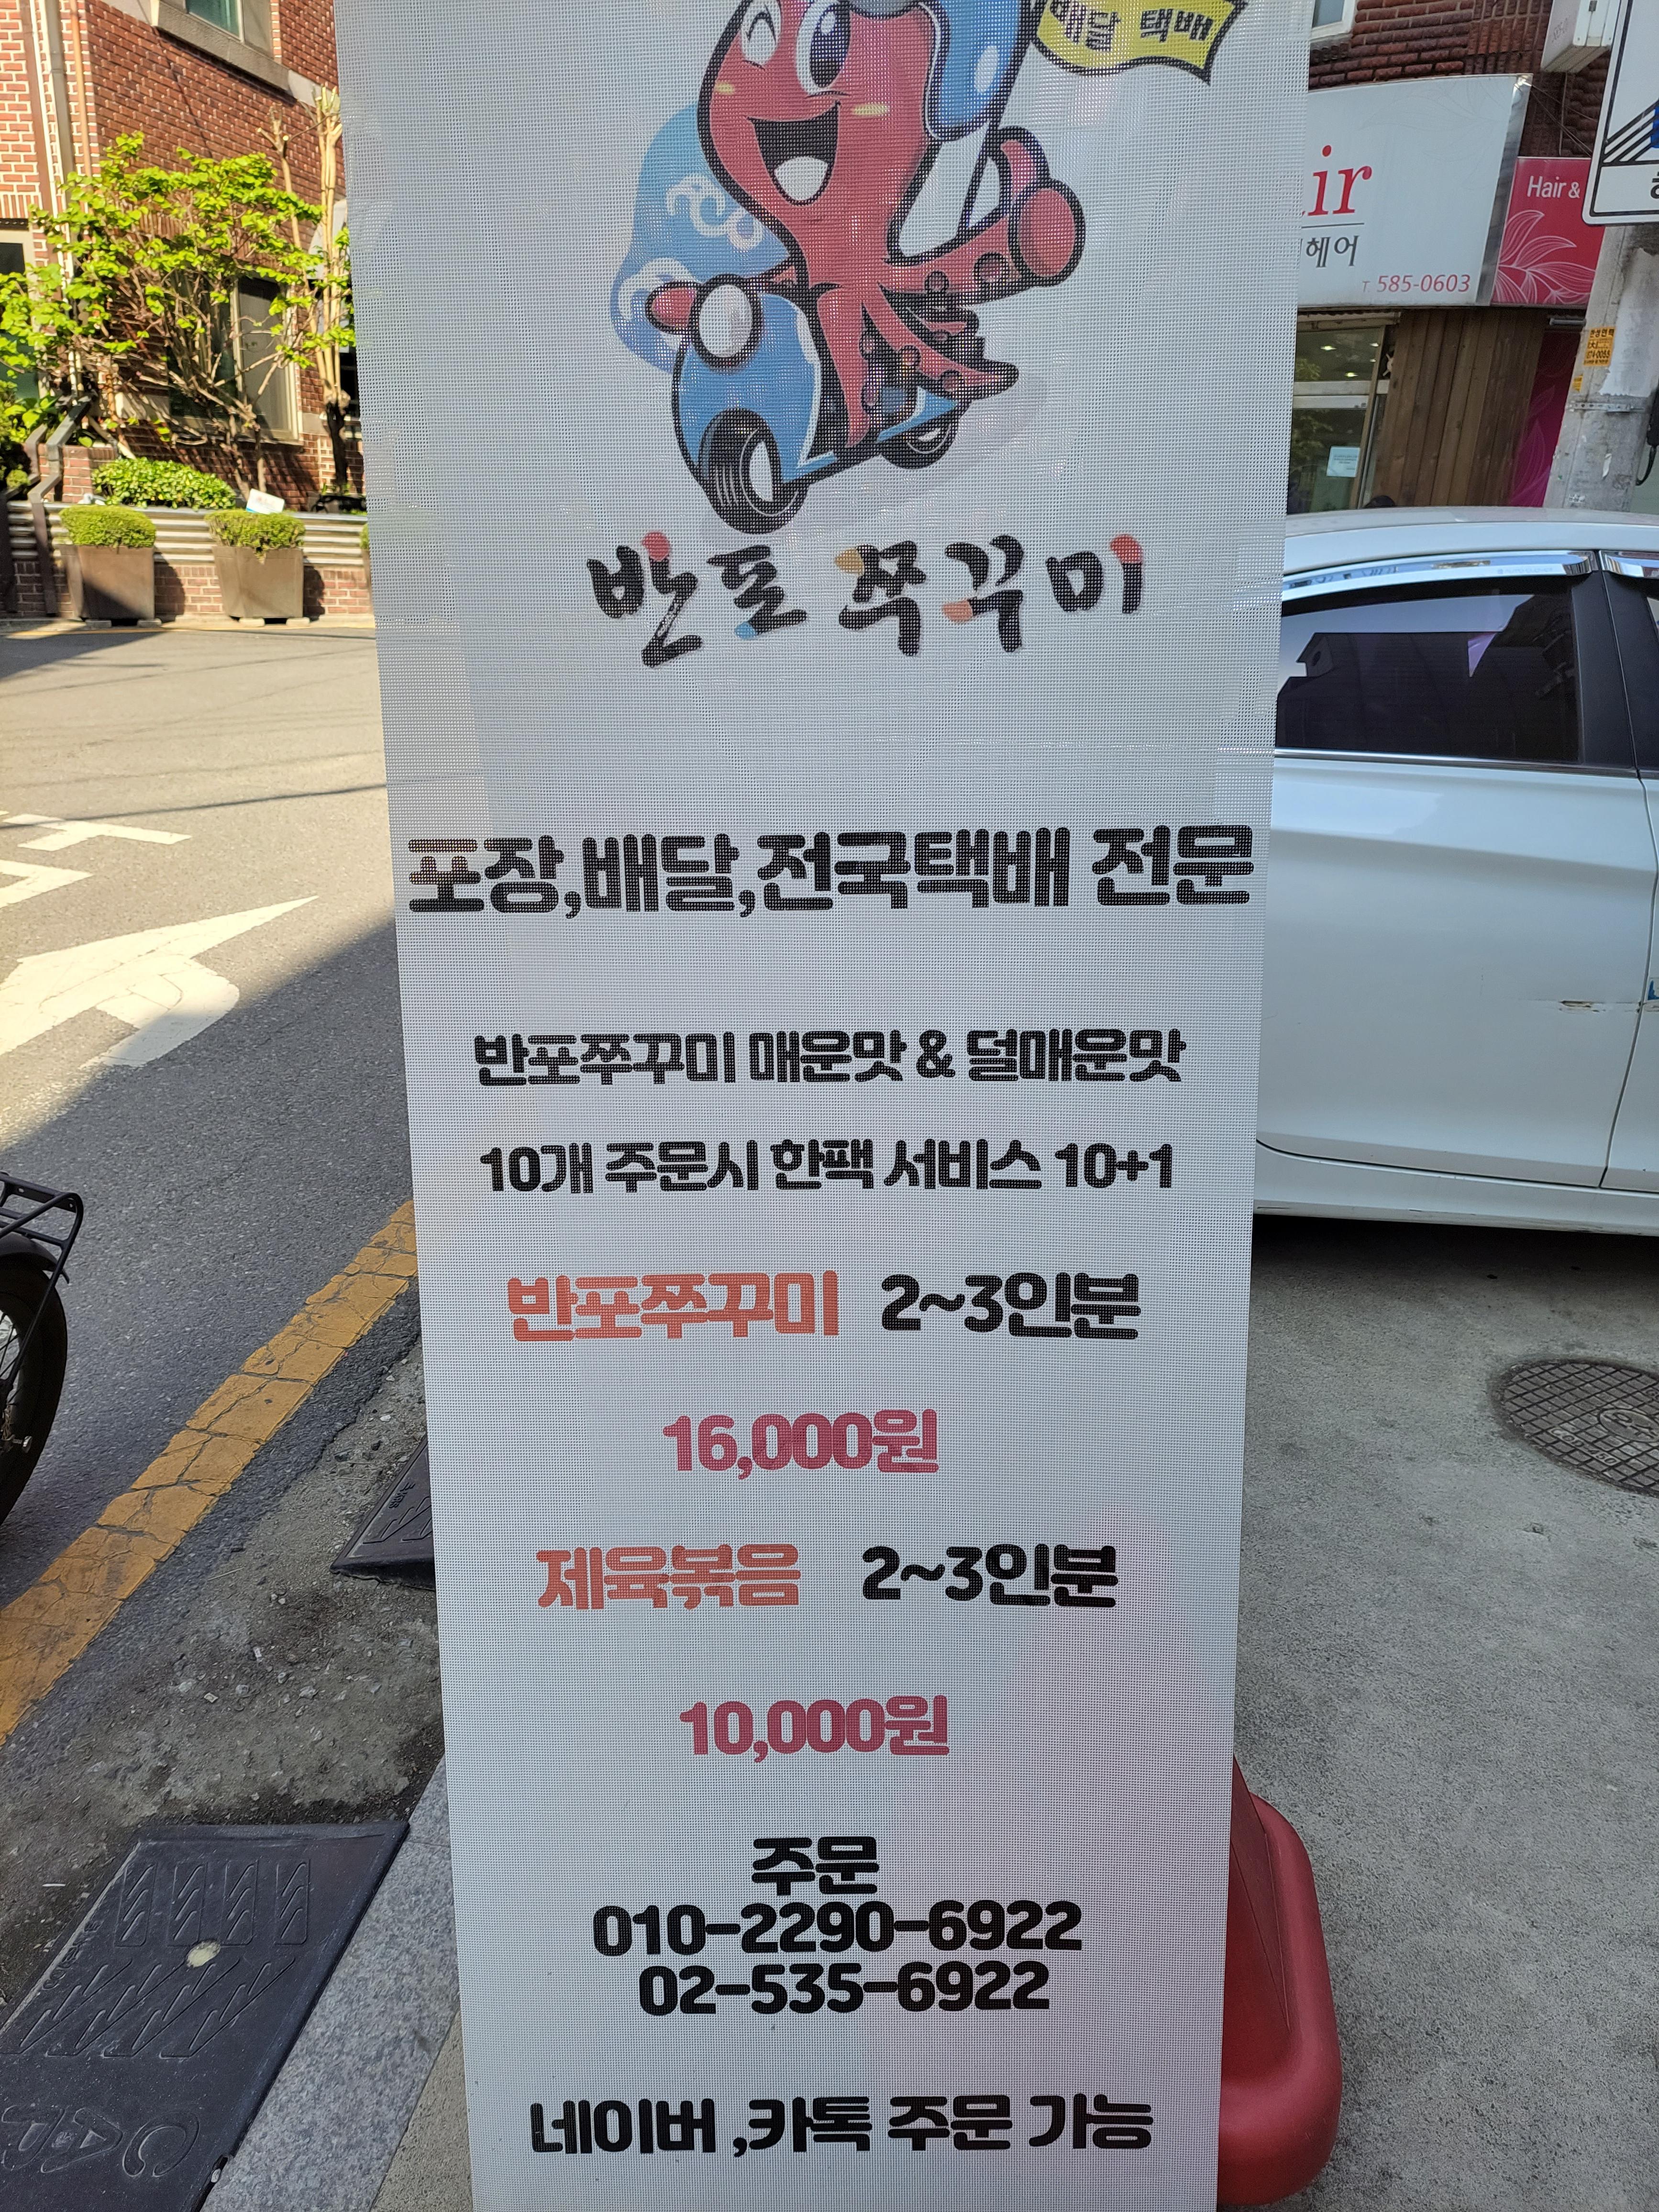 배달 택배
반포 쭈꾸미
포장,배달,전국택배 전문
반포쭈꾸미 매운맛 & 덜매운맛
10개 주문시 한팩 서비스 10+1
반포쭈꾸미 2~3인분
16,000원
제육볶음 2~3인분
10,000원
주문
010-2290-6922
02-535-6922
네이버 ,카톡 주문 가능
ir
헤어
T. 585-0603
Hair &